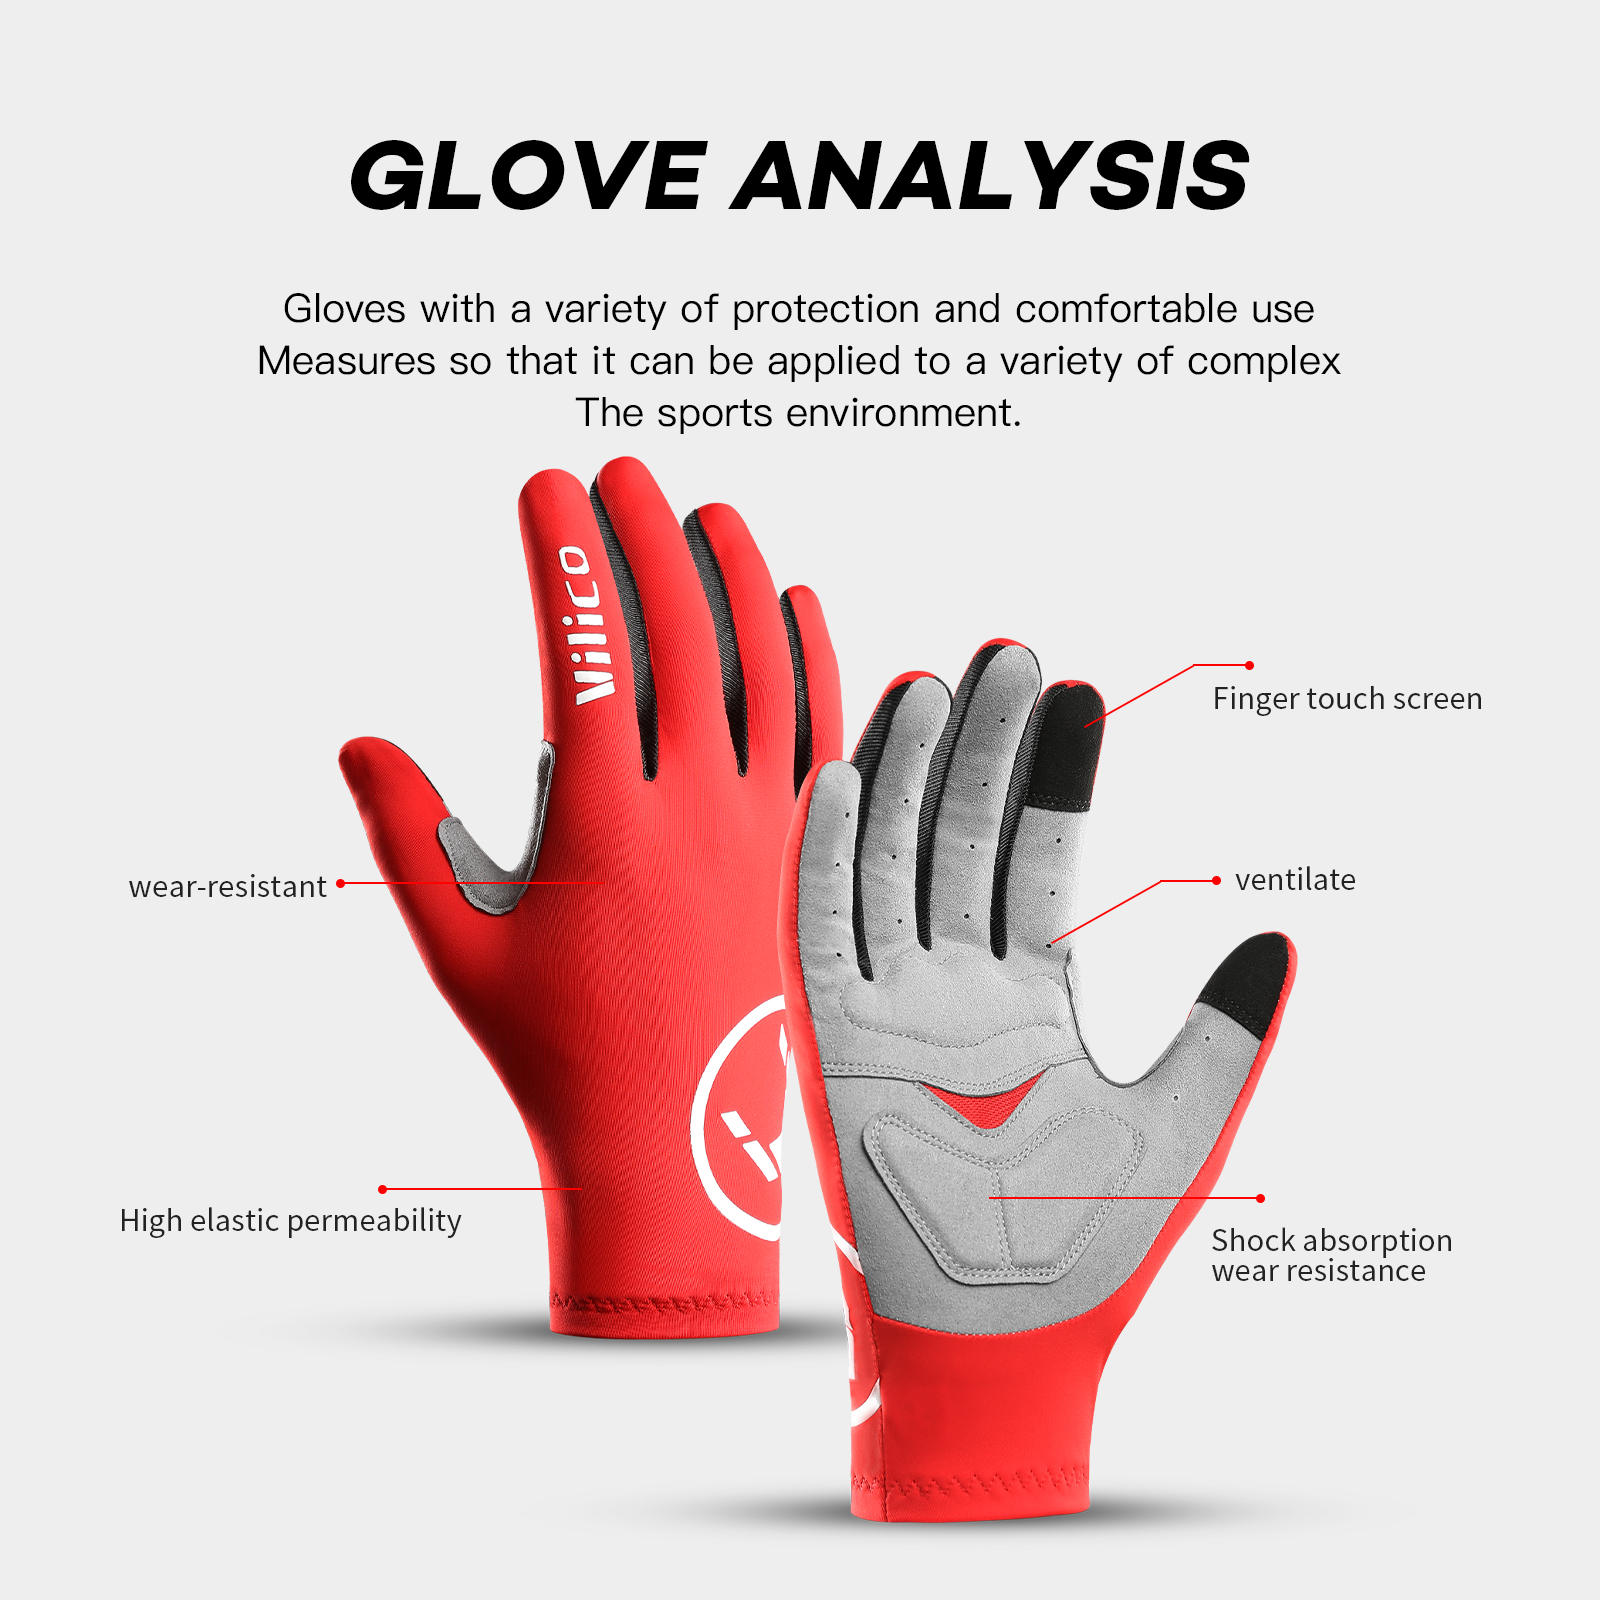 GLOVE ANALYSIS
Gloves with a variety of protection and comfortable use
Measures so that it can be applied to a variety of complex
The sports environment.
Vilico
Finger touch screen
wear-resistant
ventilate
High elastic permeability
Shock absorption
wear resistance